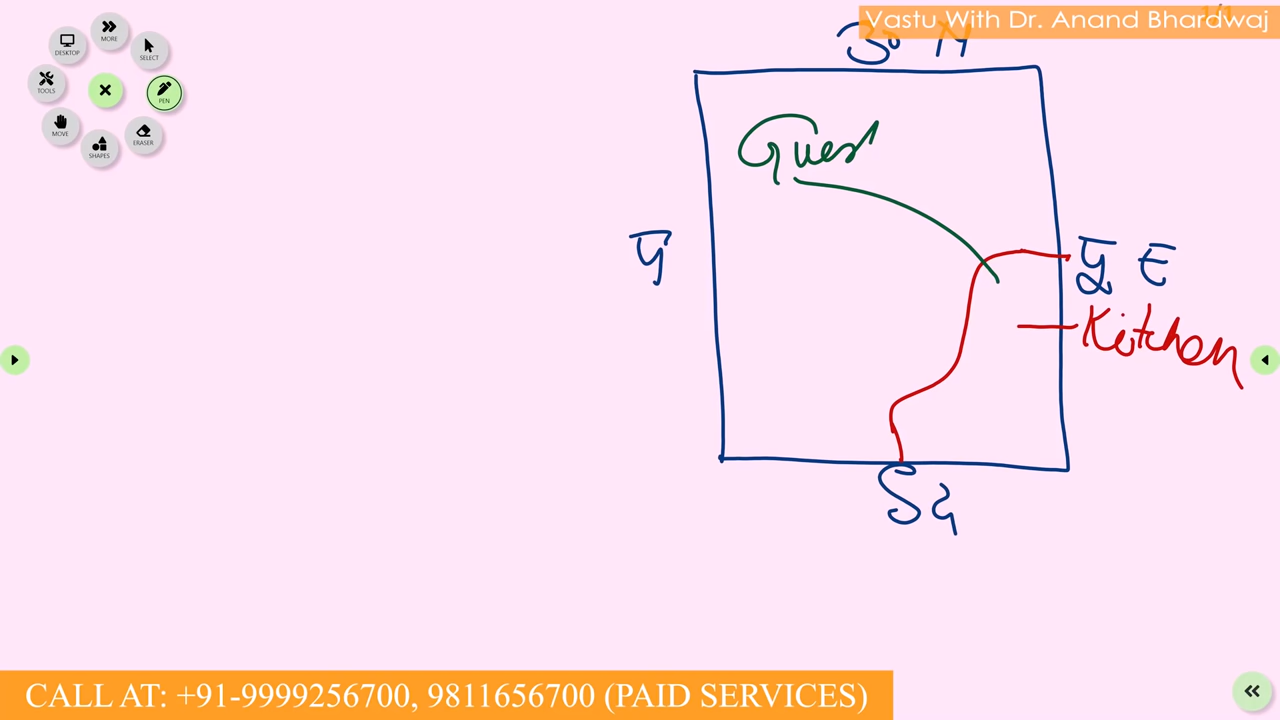 Vastu With Dr. Anand Bhardwaj
उ० N
DESKTOP
MORE
SELECT
TOOLS
PEN
MOVE
SHAPES
ERASER
Guest
प
पू E
Kitchen
S द
CALL AT: +91-9999256700, 9811656700 (PAID SERVICES)